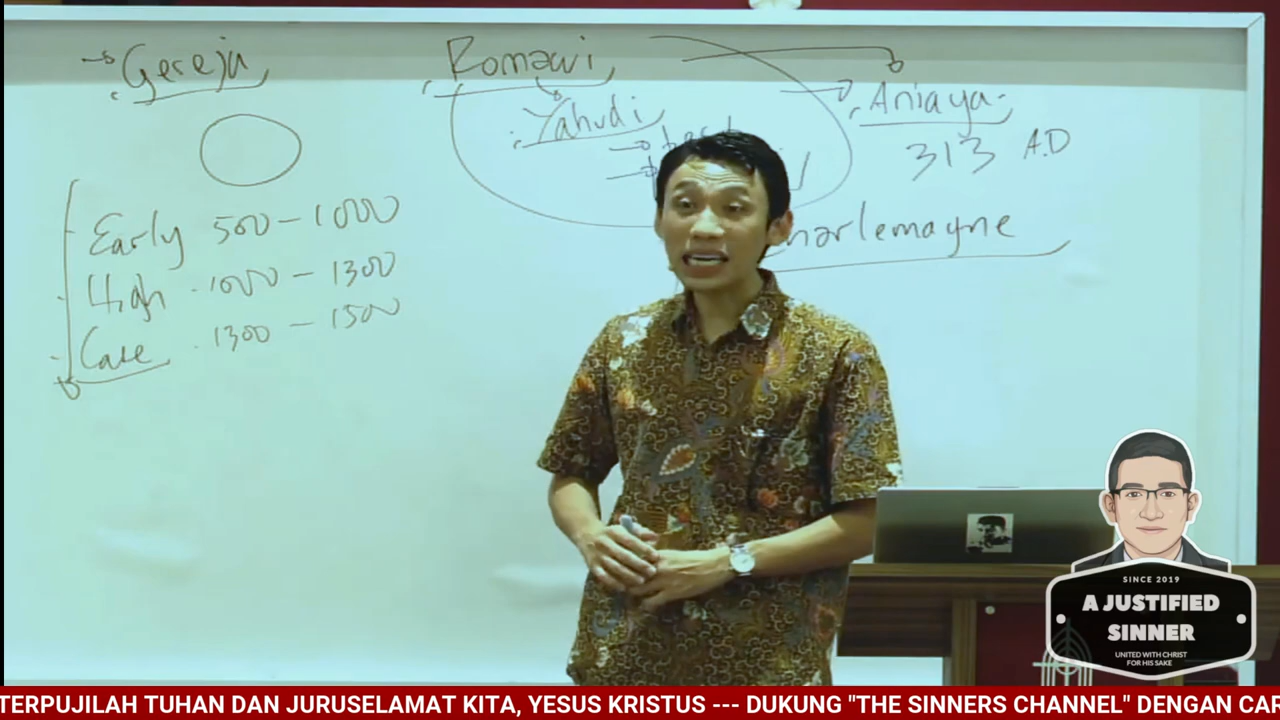 Gereja
Romawi
Yahudi
Aniaya
313 A.D
Early 500 - 1000
High 1000 - 1300
Late 1300 - 1500
harlemagne
SINCE 2019
A JUSTIFIED
SINNER
UNITED WITH CHRIST
FOR HIS SAKE
TERPUJILAH TUHAN DAN JURUSELAMAT KITA, YESUS KRISTUS --- DUKUNG "THE SINNERS CHANNEL" DENGAN CAR